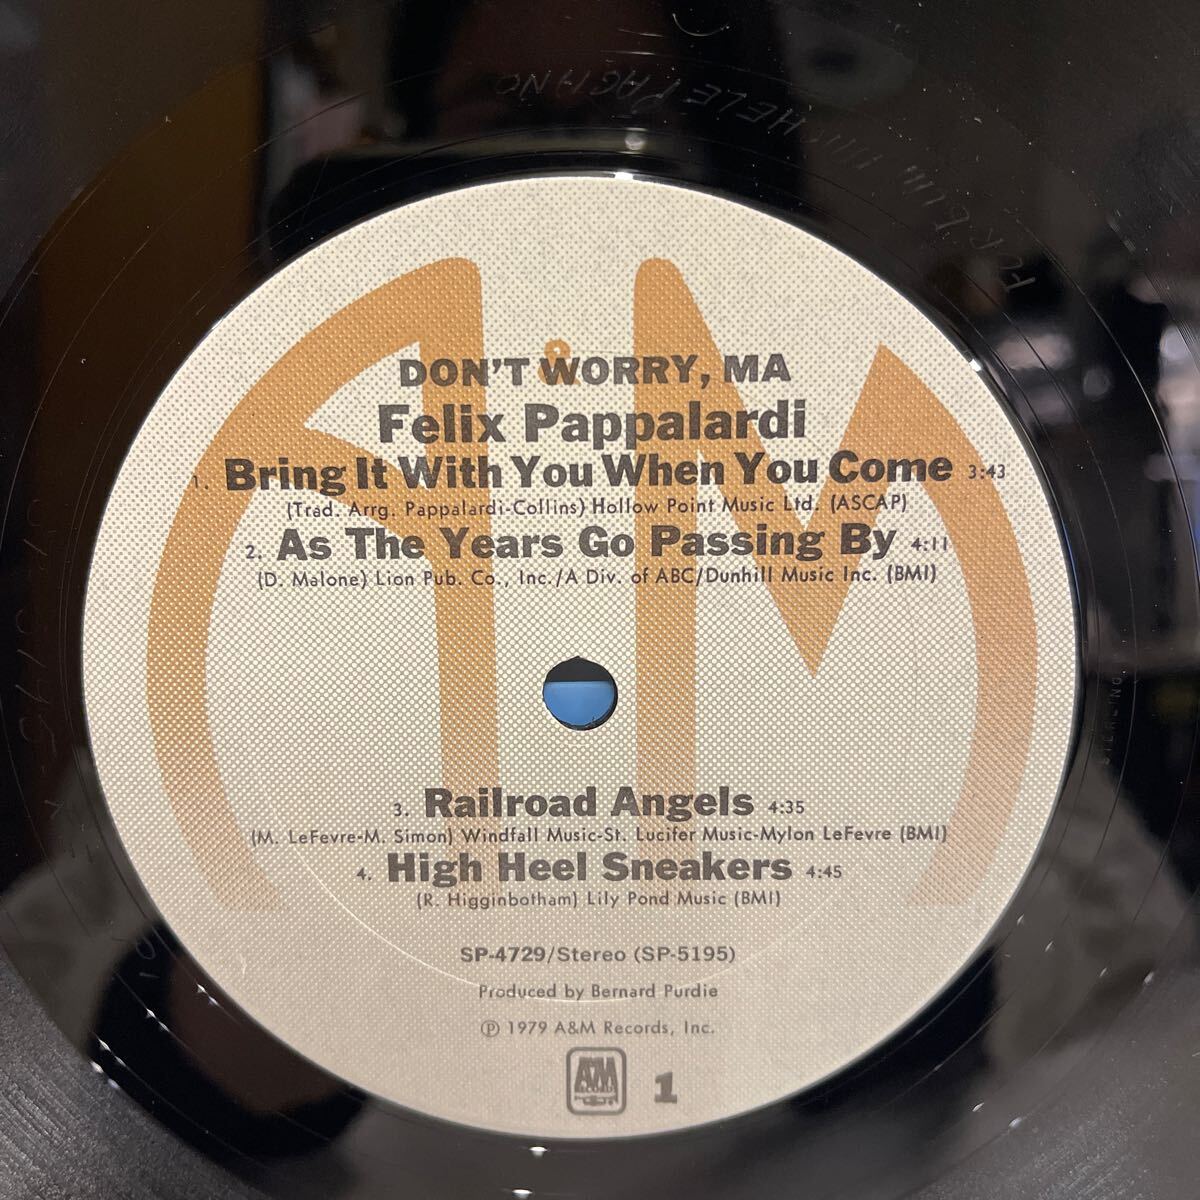 DON'T WORRY, MA
Felix Pappalardi
1. Bring It With You When You Come 3:43
(Trad. Arrg. Pappalardi-Collins) Hollow Point Music Ltd. (ASCAP)
2. As The Years Go Passing By 4:11
(D. Malone) Lion Pub. Co., Inc./A Div. of ABC/Dunhill Music Inc. (BMI)
3. Railroad Angels 4:35
(M. LeFevre-M. Simon) Windfall Music-St. Lucifer Music-Mylon LeFevre (BMI)
4. High Heel Sneakers 4:45
(R. Higginbotham) Lily Pond Music (BMI)
SP-4729/Stereo (SP-5195)
Produced by Bernard Purdie
℗ 1979 A&M Records, Inc.
A&M
RECORDS
1
STERLING